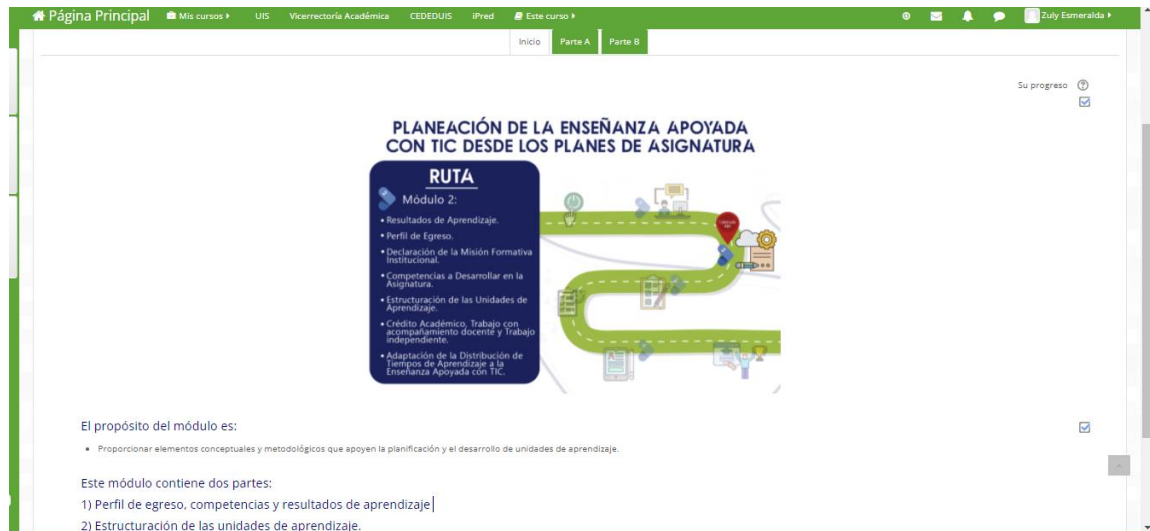 Página Principal Mis cursos UIS Vicerrectoría Académica CEDEDUIS iPred Este curso Zuly Esmeralda
Inicio Parte A Parte B
Su progreso
PLANEACIÓN DE LA ENSEÑANZA APOYADA
CON TIC DESDE LOS PLANES DE ASIGNATURA
RUTA
Módulo 2:
• Resultados de Aprendizaje.
• Perfil de Egreso.
• Declaración de la Misión Formativa
Institucional.
• Competencias a Desarrollar en la
Asignatura.
• Estructuración de las Unidades de
Aprendizaje.
• Crédito Académico, Trabajo con
acompañamiento docente y Trabajo
independiente.
• Adaptación de la Distribución de
Tiempos de Aprendizaje a la
Enseñanza Apoyada con TIC.
El propósito del módulo es:
• Proporcionar elementos conceptuales y metodológicos que apoyen la planificación y el desarrollo de unidades de aprendizaje.
Este módulo contiene dos partes:
1) Perfil de egreso, competencias y resultados de aprendizaje
2) Estructuración de las unidades de aprendizaje.